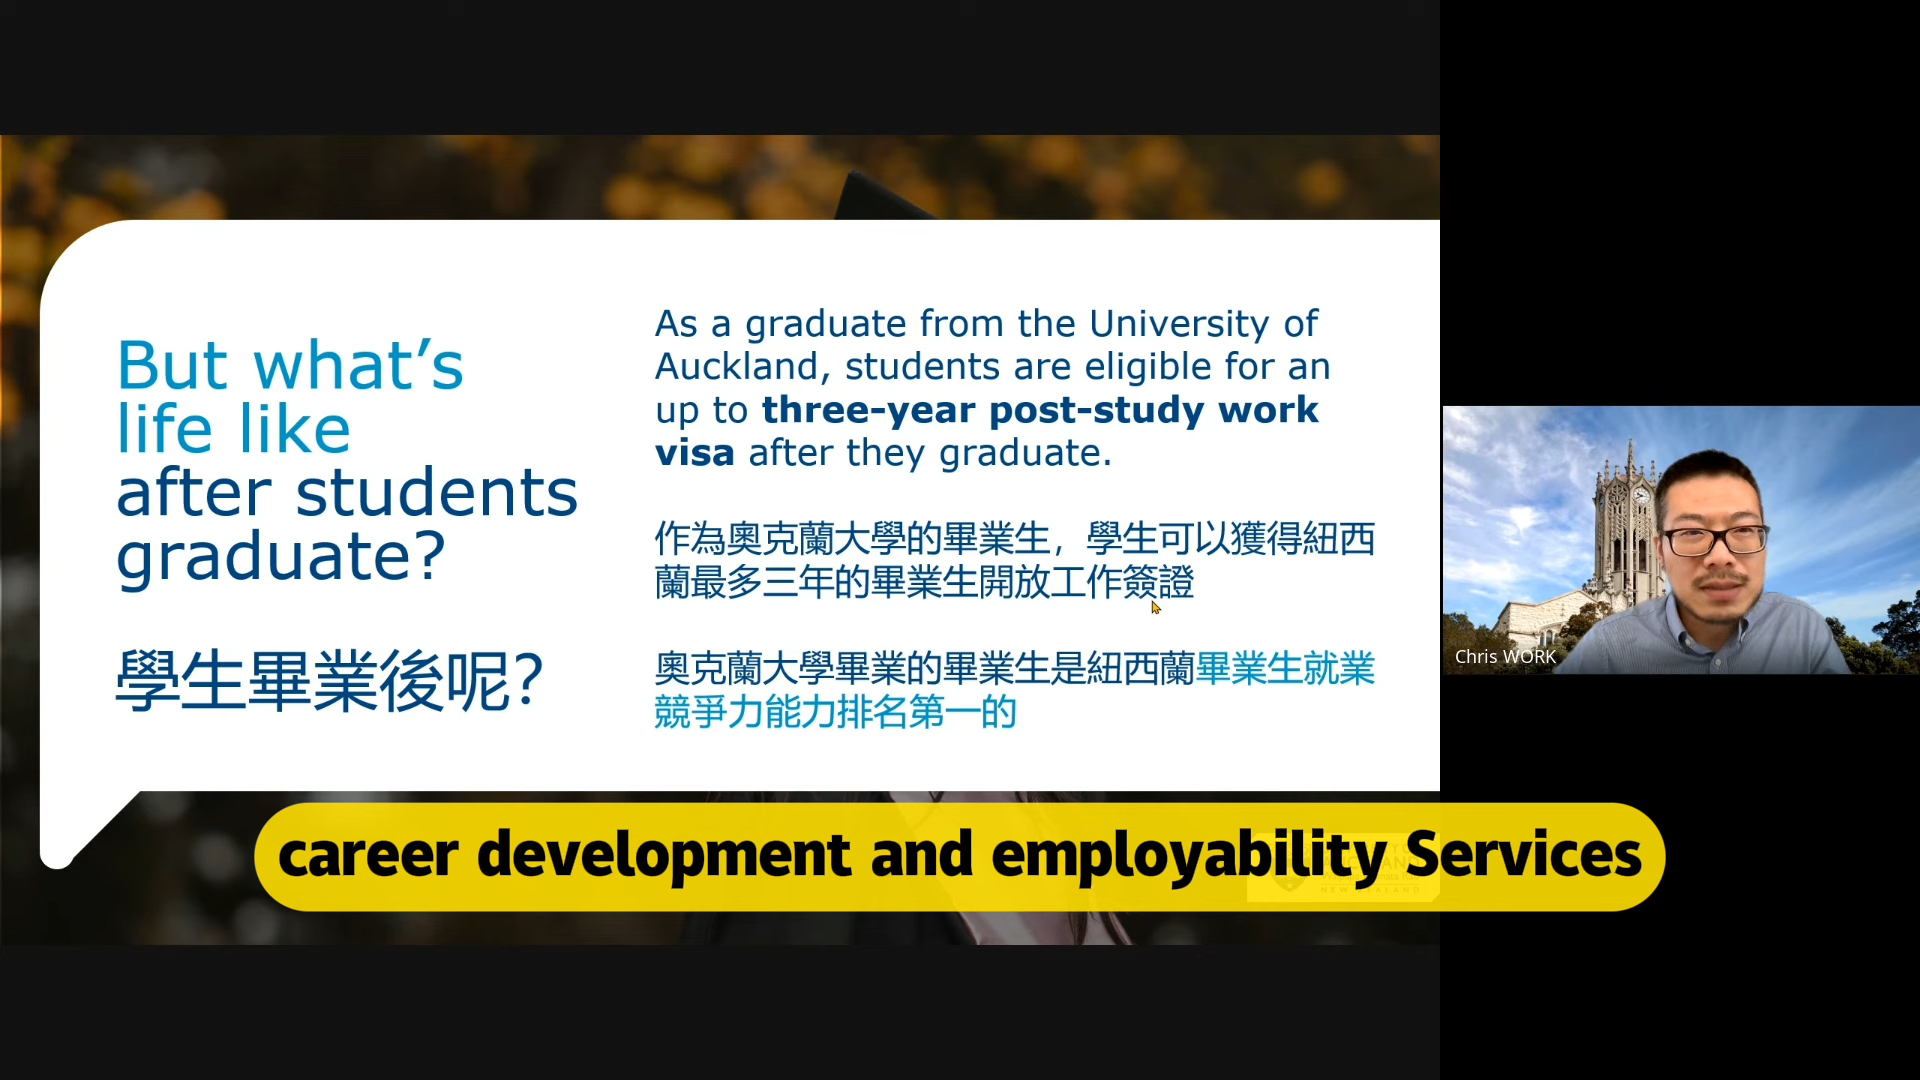 But what's
life like
after students
graduate?
學生畢業後呢?
As a graduate from the University of
Auckland, students are eligible for an
up to three-year post-study work
visa after they graduate.
作為奧克蘭大學的畢業生，學生可以獲得紐西
蘭最多三年的畢業生開放工作簽證
奧克蘭大學畢業的畢業生是紐西蘭畢業生就業
競爭力能力排名第一的
Chris WORK
career development and employability Services